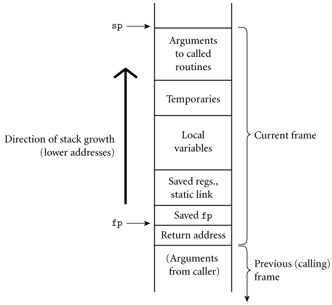 sp
Arguments
to called
routines
Temporaries
Direction of stack growth
(lower addresses)
Local
variables
Current frame
Saved regs.,
static link
fp
Saved fp
Return address
(Arguments
from caller)
Previous (calling)
frame